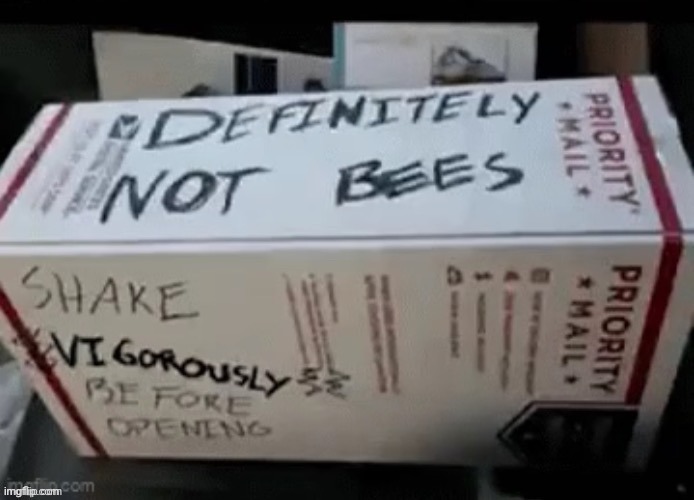 DEFINITELY
NOT BEES
PRIORITY
* MAIL *
SHAKE
VIGOROUSLY
BEFORE
OPENING
PRIORITY
* MAIL *
imgflip.com